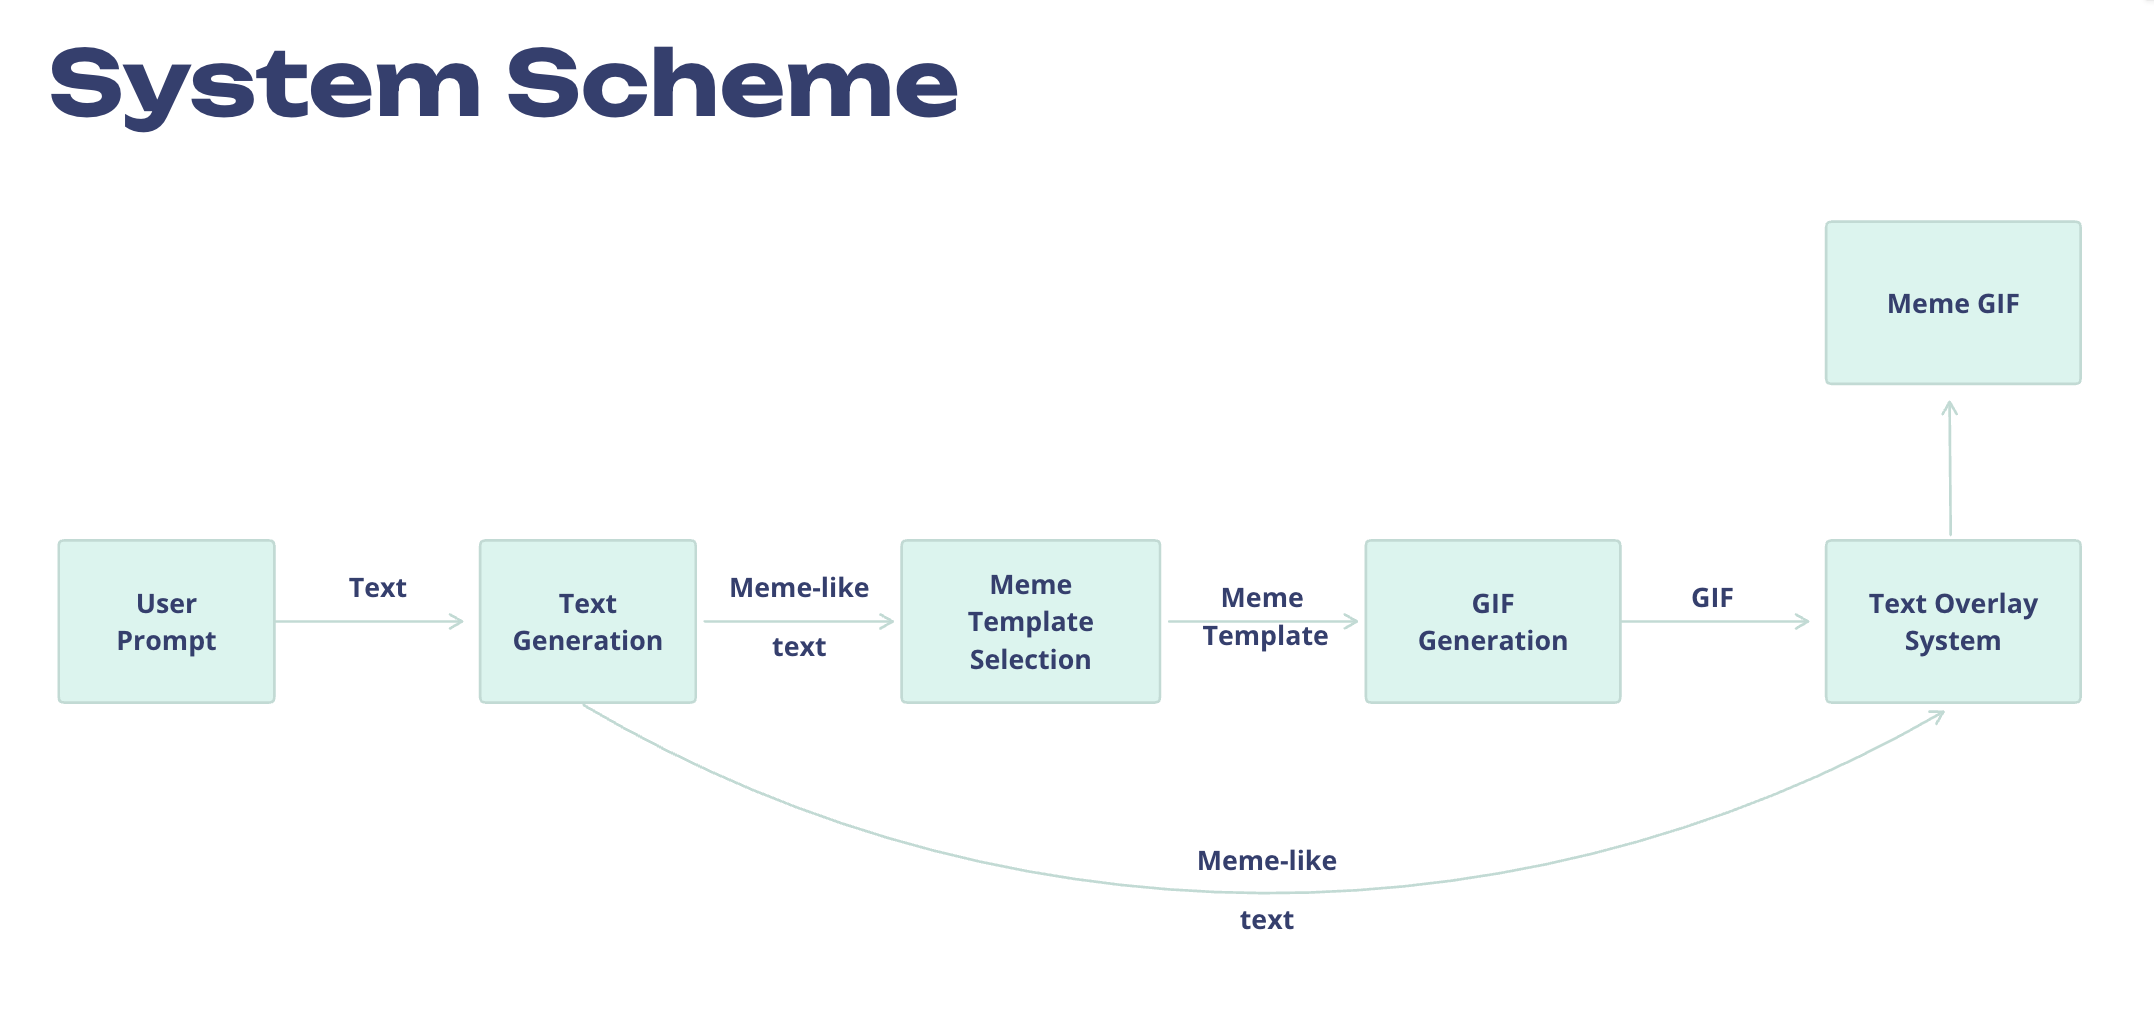 System Scheme
Meme GIF
User
Prompt
Text
Text
Generation
Meme-like
text
Meme
Template
Selection
Meme
Template
GIF
Generation
GIF
Text Overlay
System
Meme-like
text